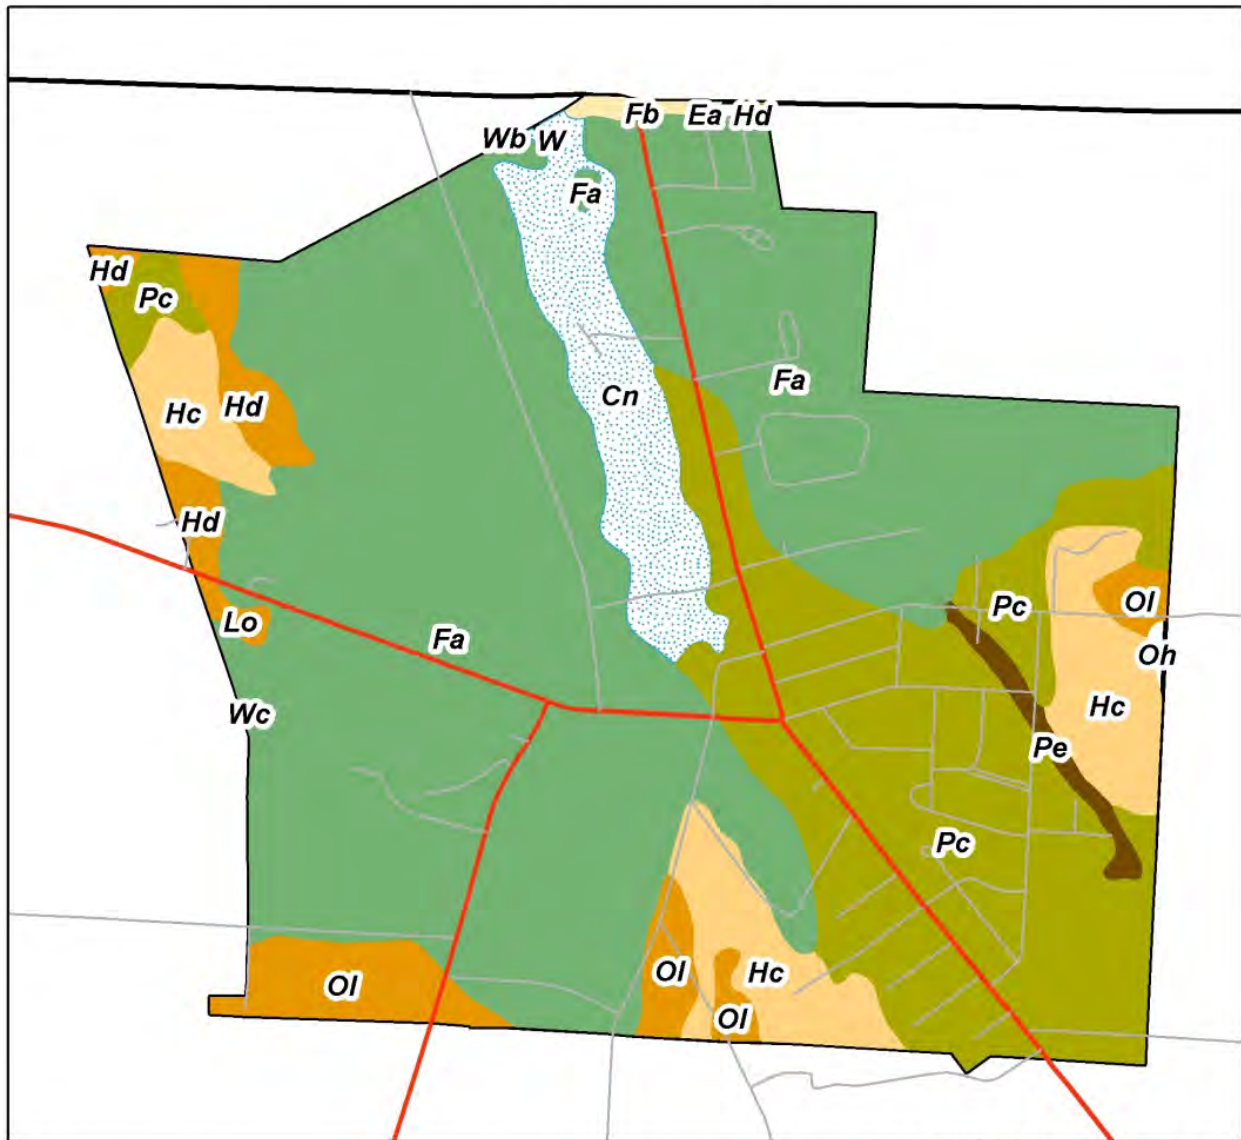 Fb Ea Hd
Wb W
Fa
Hd
Pc
Fa
Cn
Hc Hd
Hd
Pc Ol
Lo Fa
Oh
Wc Hc
Pe
Pc
Ol Hc
Ol
Ol